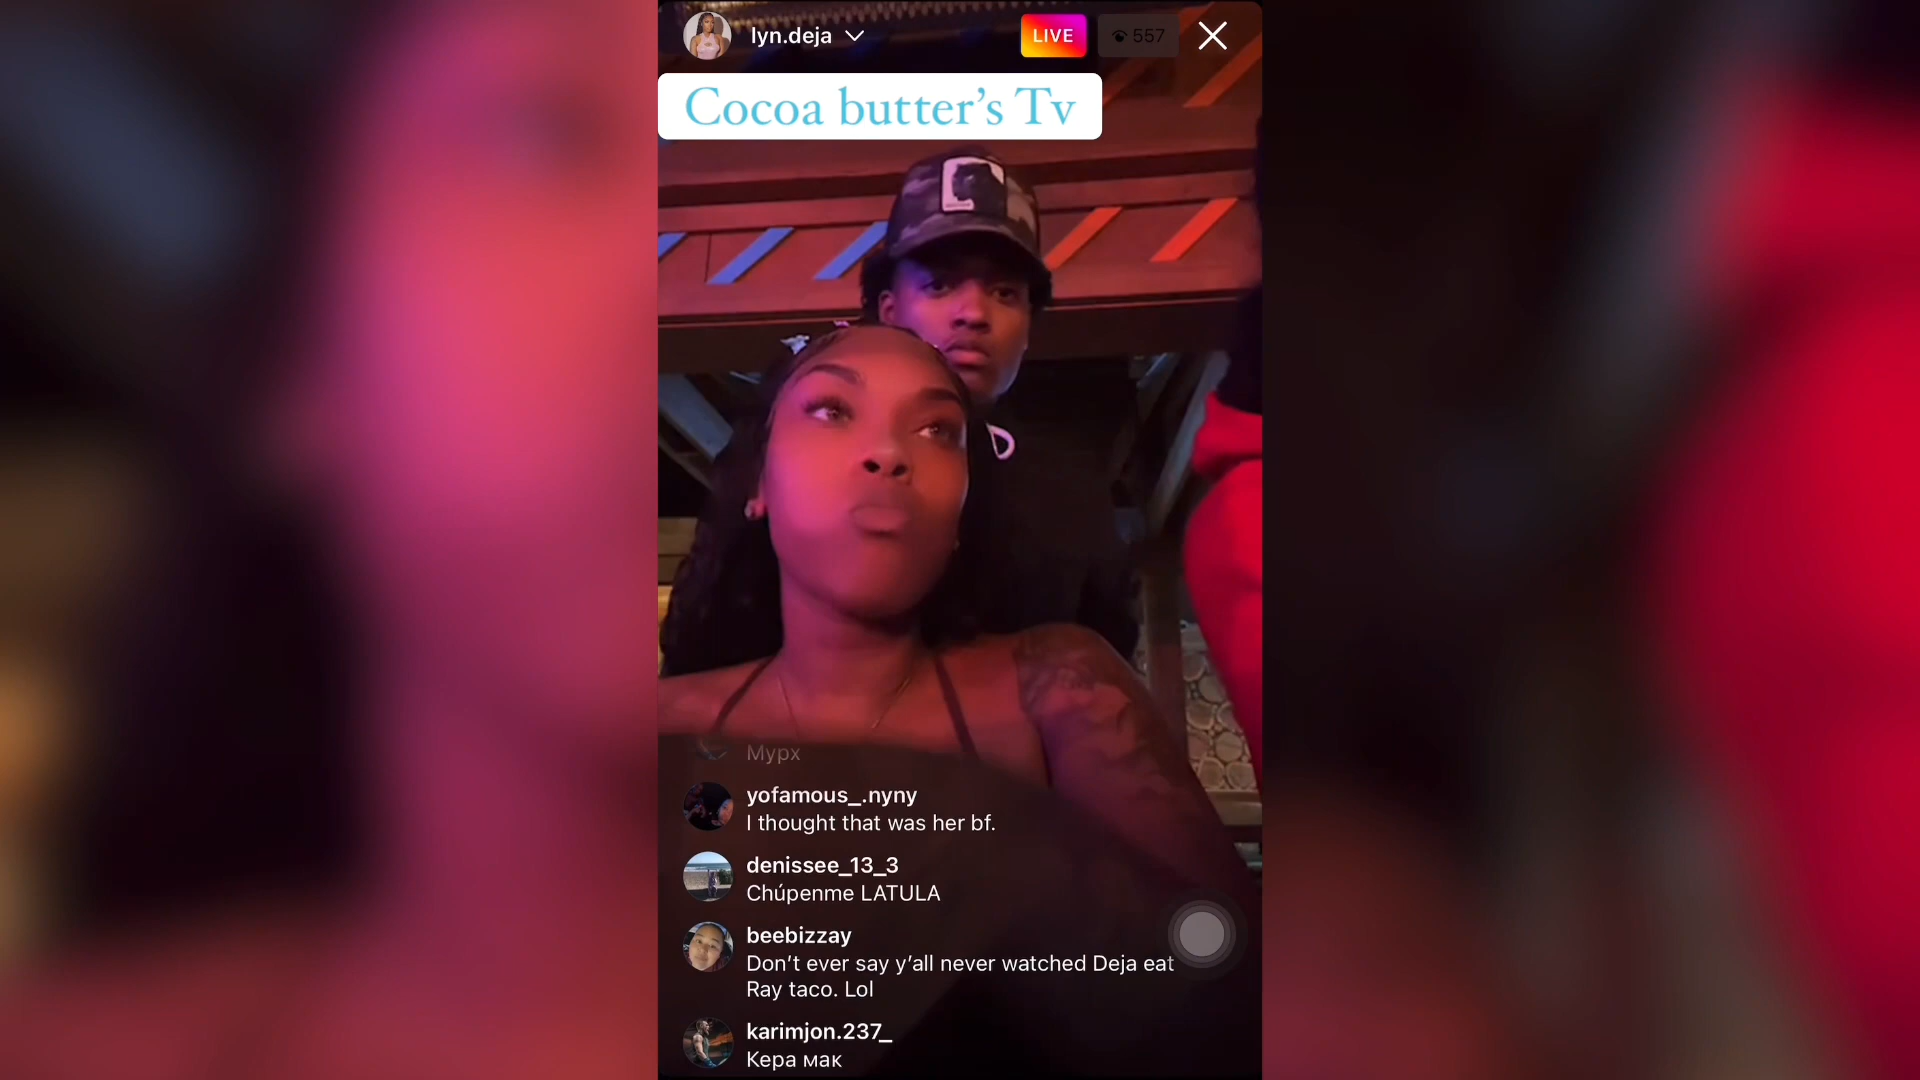 lyn.deja
LIVE
557
Cocoa butter’s Tv
Мурх
yofamous_.nyny
I thought that was her bf.
denissee_13_3
Chúpenme LATULA
beebizzay
Don’t ever say y’all never watched Deja eat
Ray taco. Lol
karimjon.237_
Кера мак